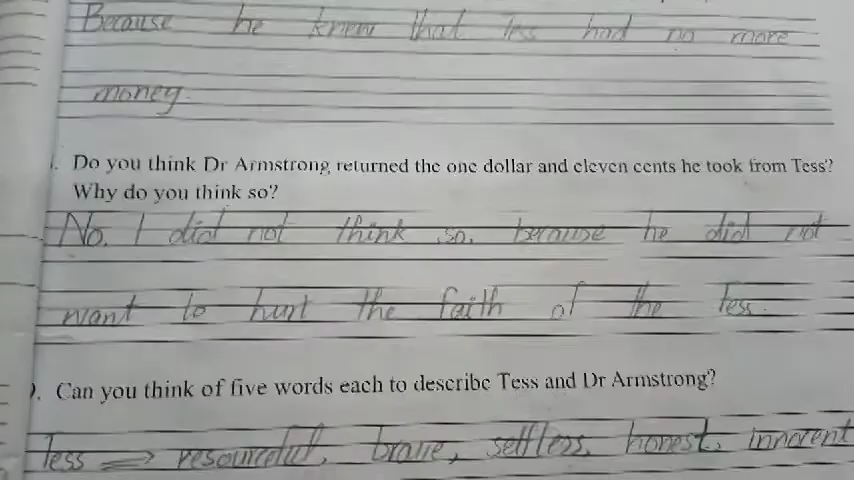 Because he knew that Tess had no more
money.
. Do you think Dr Armstrong returned the one dollar and eleven cents he took from Tess?
Why do you think so?
No. I did not think so. because he did not
want to hurt the faith of the Tess.
). Can you think of five words each to describe Tess and Dr Armstrong?
Tess => resourceful, brave, selfless, honest, innocent